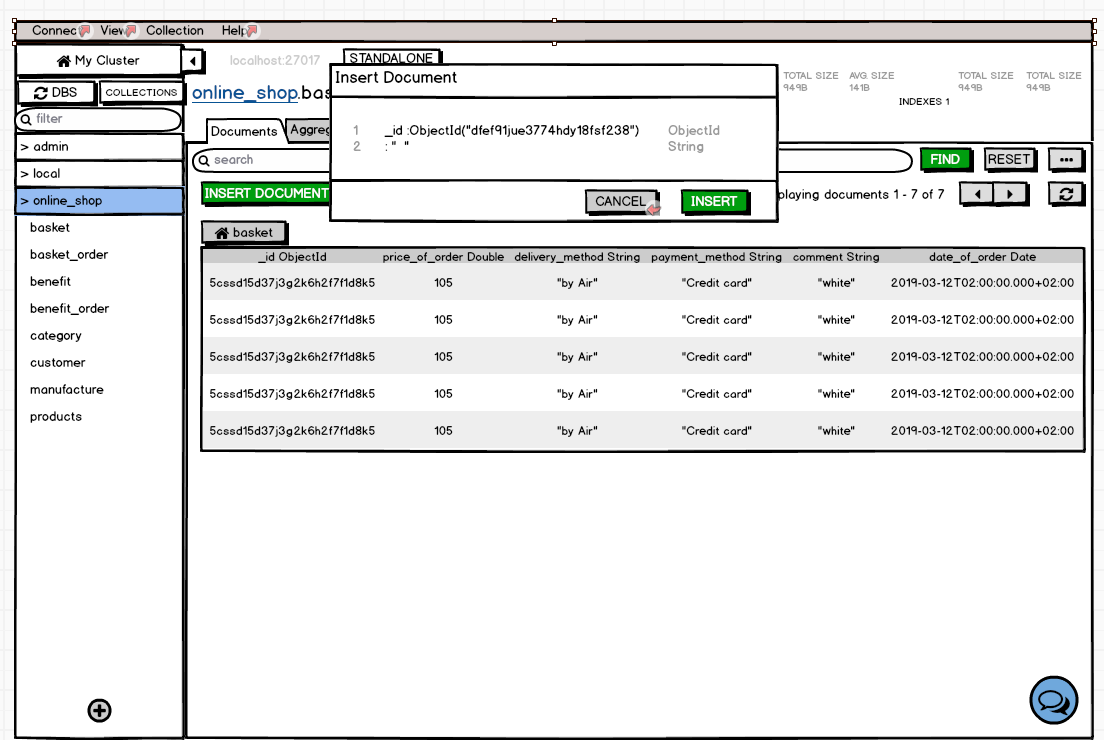 Connec View Collection Help
My Cluster
localhost:27017 STANDALONE
Insert Document
TOTAL SIZE AVG. SIZE TOTAL SIZE TOTAL SIZE
949B 141B 949B 949B
INDEXES 1
DBS COLLECTIONS
online_shop.bas
filter
Documents Aggreg
1 _id :ObjectId("dfef91jue3774hdy18fsf238") ObjectId
2 : " " String
> admin
search FIND RESET •••
> local
INSERT DOCUMENT CANCEL INSERT playing documents 1 - 7 of 7
> online_shop
basket
basket
basket_order
_id ObjectId price_of_order Double delivery_method String payment_method String comment String date_of_order Date
benefit
5cssd15d37j3g2k6h2f7f1d8k5 105 "by Air" "Credit card" "white" 2019-03-12T02:00:00.000+02:00
benefit_order
5cssd15d37j3g2k6h2f7f1d8k5 105 "by Air" "Credit card" "white" 2019-03-12T02:00:00.000+02:00
category
5cssd15d37j3g2k6h2f7f1d8k5 105 "by Air" "Credit card" "white" 2019-03-12T02:00:00.000+02:00
customer
manufacture
5cssd15d37j3g2k6h2f7f1d8k5 105 "by Air" "Credit card" "white" 2019-03-12T02:00:00.000+02:00
products
5cssd15d37j3g2k6h2f7f1d8k5 105 "by Air" "Credit card" "white" 2019-03-12T02:00:00.000+02:00